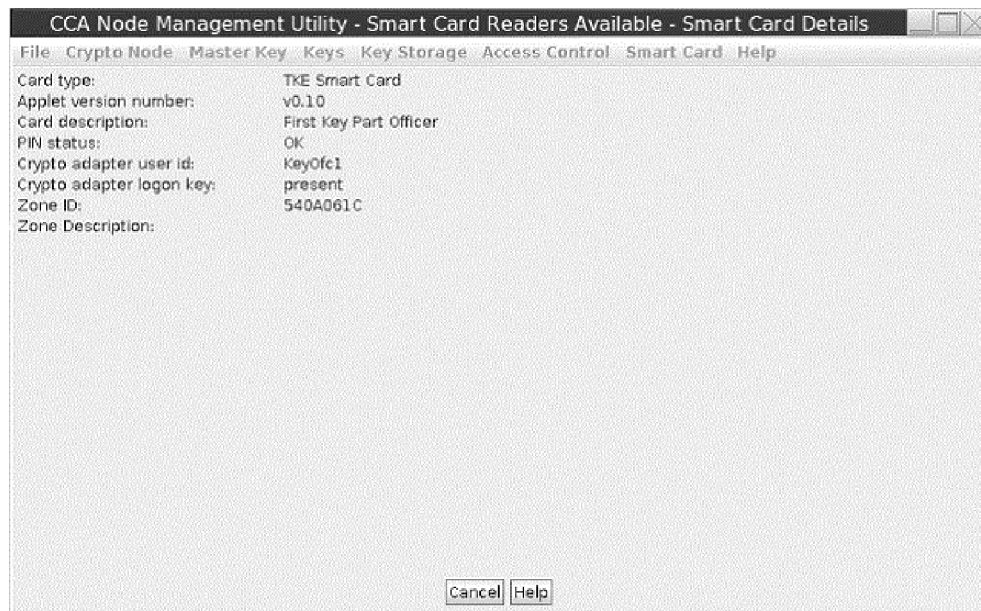 CCA Node Management Utility - Smart Card Readers Available - Smart Card Details
File Crypto Node Master Key Keys Key Storage Access Control Smart Card Help
Card type: TKE Smart Card
Applet version number: v0.10
Card description: First Key Part Officer
PIN status: OK
Crypto adapter user id: KeyOfc1
Crypto adapter logon key: present
Zone ID: 540A061C
Zone Description:
Cancel Help